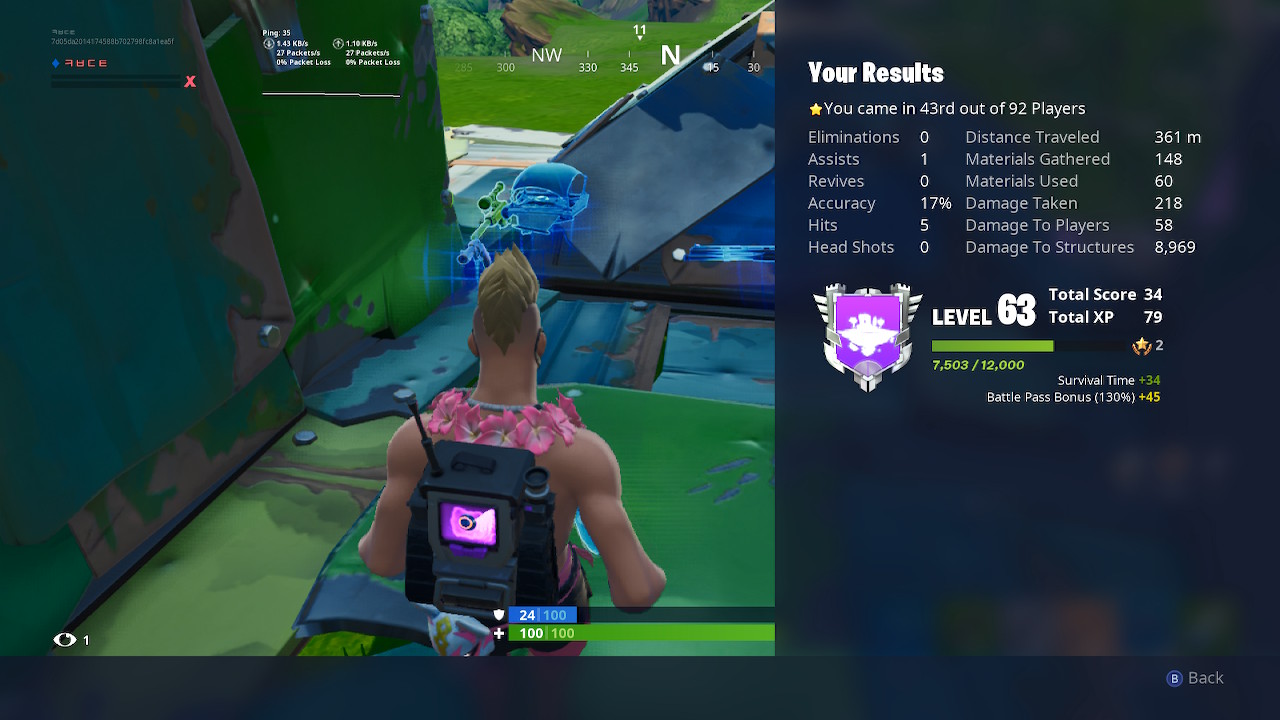 ㅋㅂㄷㅌ
Ping: 35
1.43 KB/s 1.10 KB/s
27 Packets/s 27 Packets/s
0% Packet Loss 0% Packet Loss
11
285 300 NW 330 345 N 15 30
Your Results
You came in 43rd out of 92 Players
Eliminations 0 Distance Traveled 361 m
Assists 1 Materials Gathered 148
Revives 0 Materials Used 60
Accuracy 17% Damage Taken 218
Hits 5 Damage To Players 58
Head Shots 0 Damage To Structures 8,969
LEVEL 63
Total Score 34
Total XP 79
7,503 / 12,000
2
Survival Time +34
Battle Pass Bonus (130%) +45
24 | 100
100 | 100
1
B Back